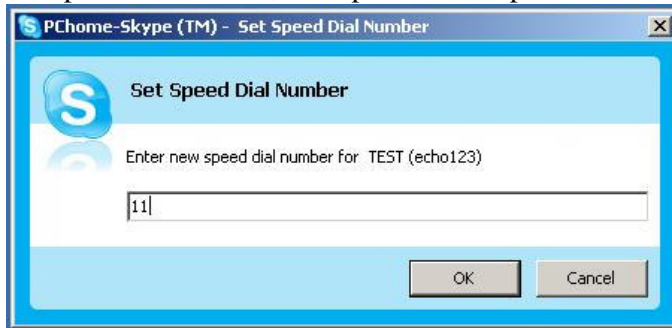 PChome-Skype (TM) - Set Speed Dial Number
S
Set Speed Dial Number
Enter new speed dial number for TEST (echo123)
11
OK Cancel